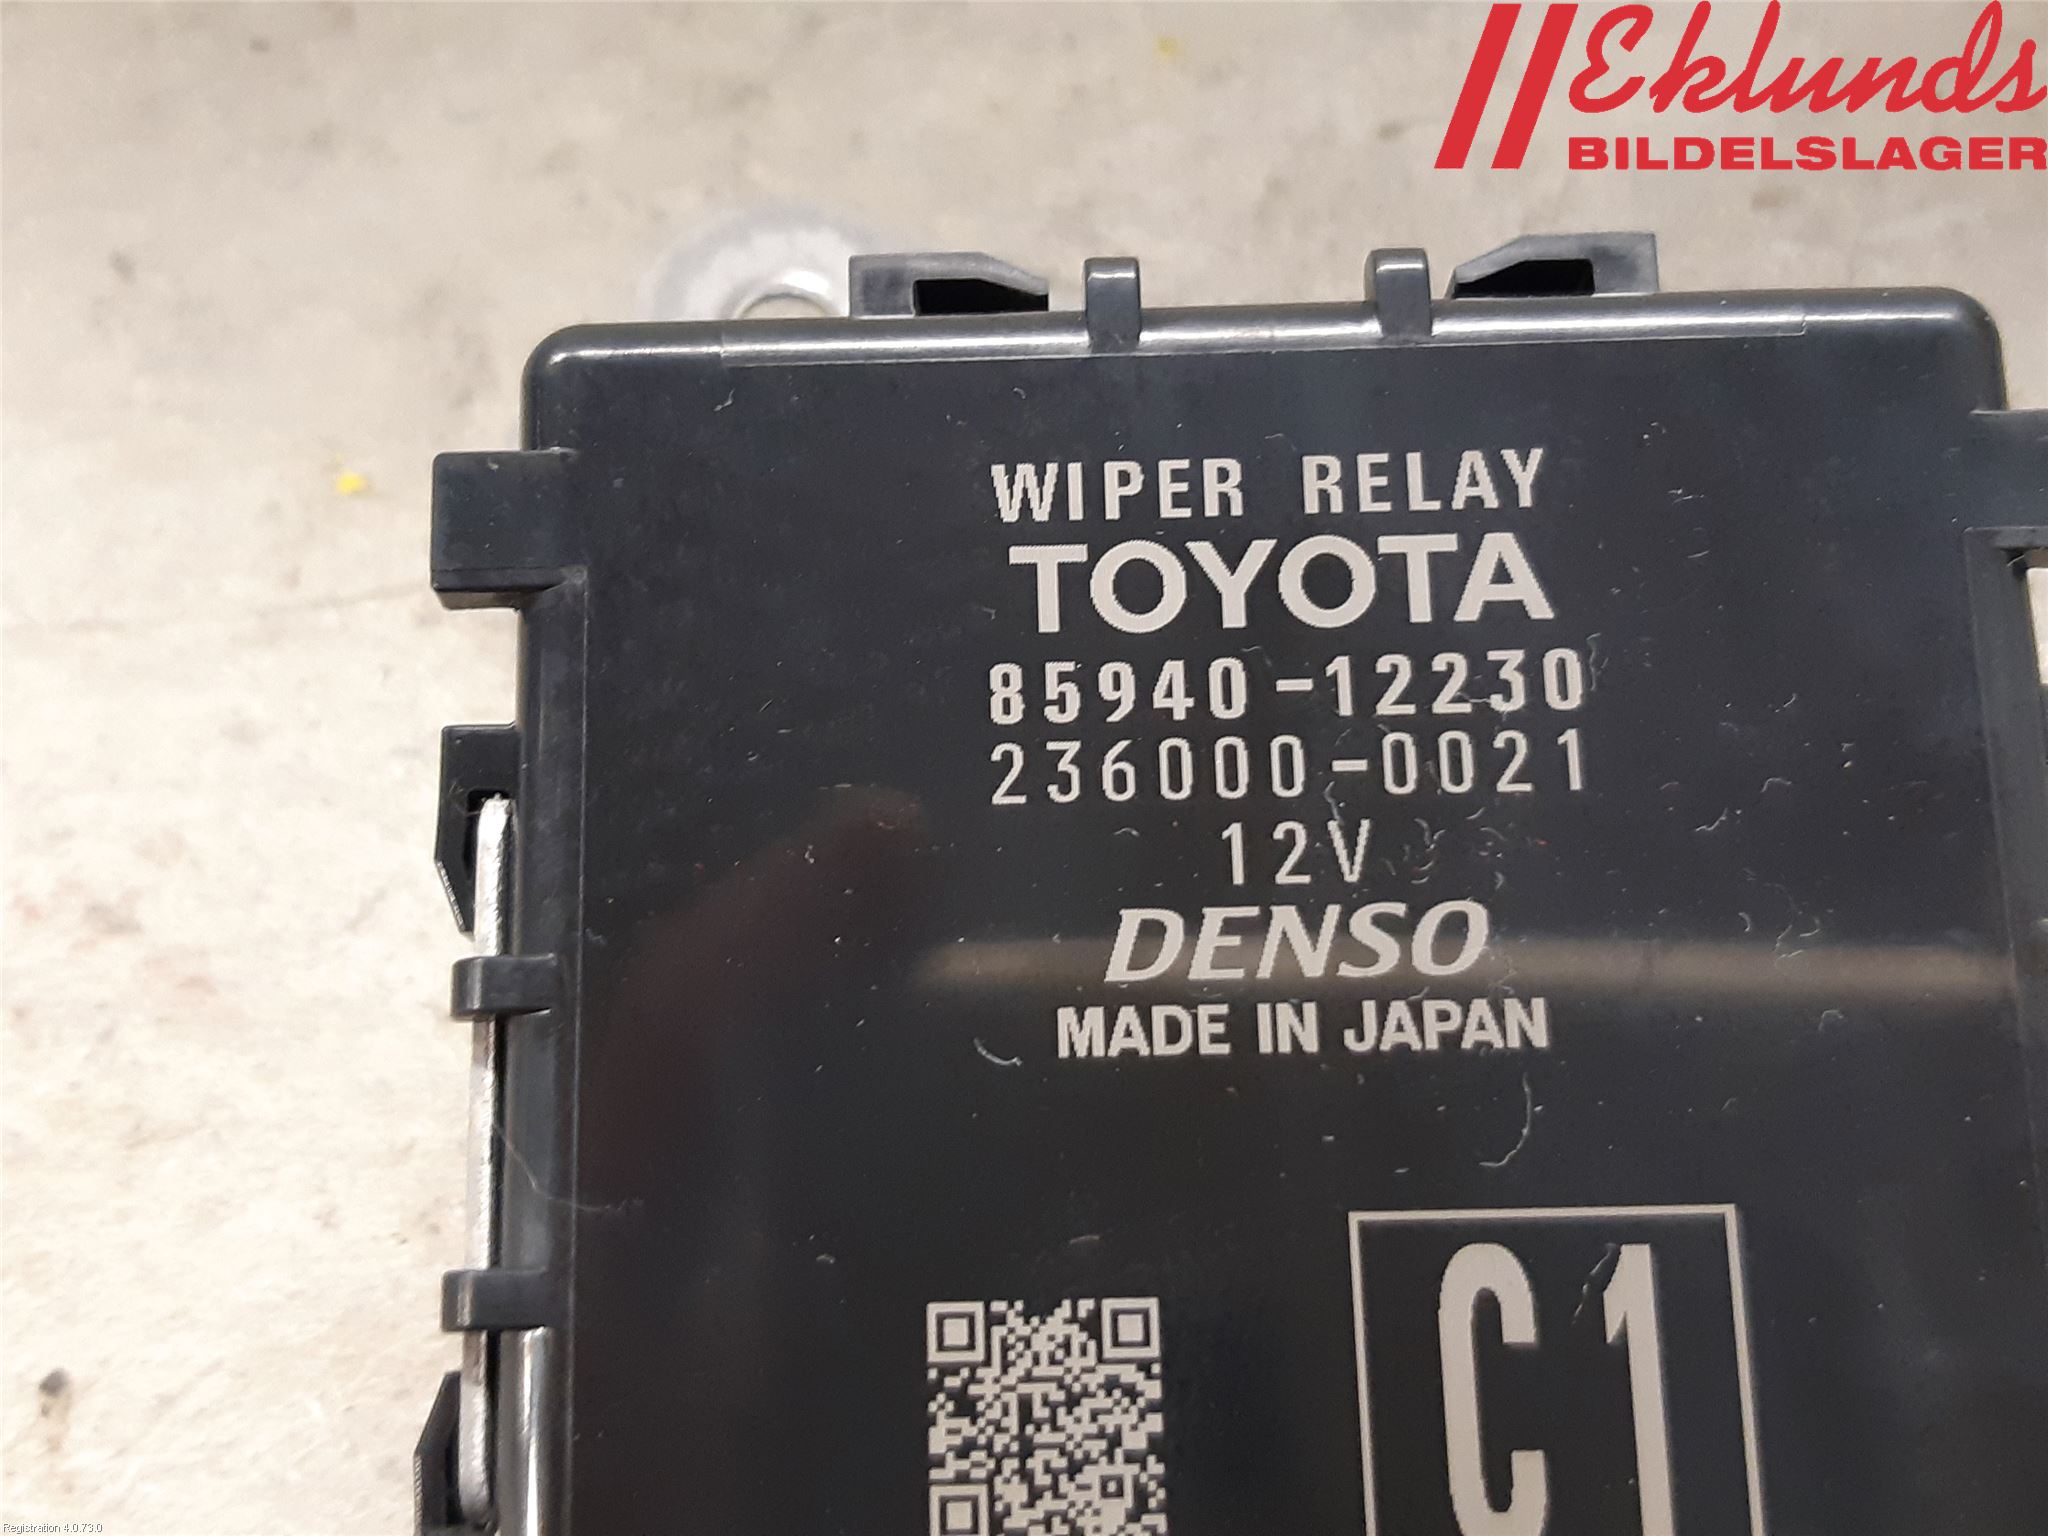 Eklunds
BILDELSLAGER
WIPER RELAY
TOYOTA
85940-12230
236000-0021
12V
DENSO
MADE IN JAPAN
C1
Registration 4.0.73.0